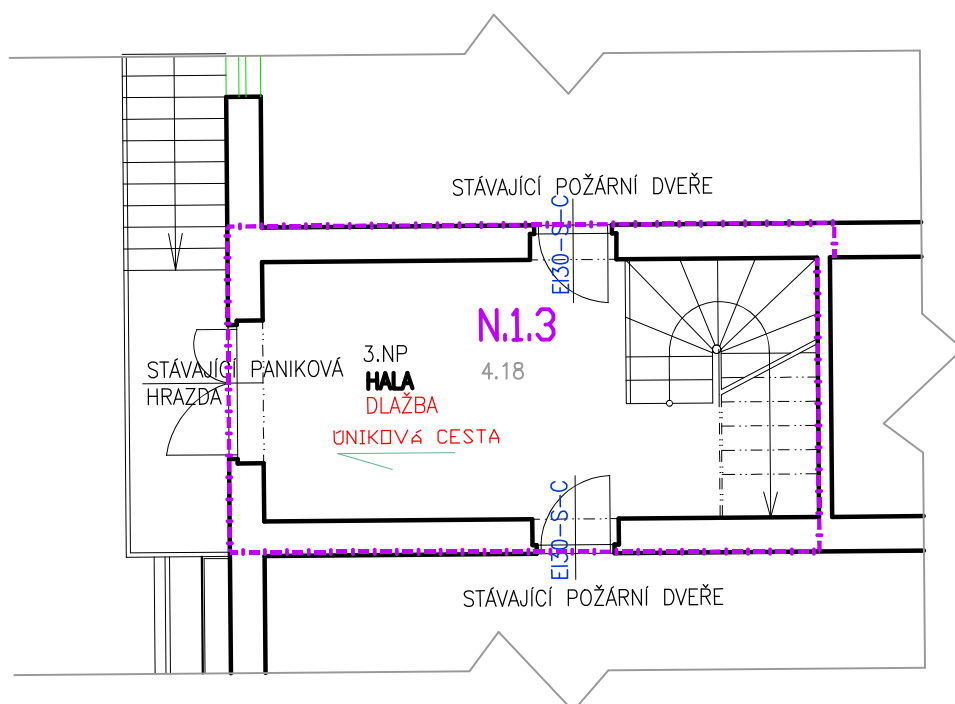 STÁVAJÍCÍ POŽÁRNÍ DVEŘE
EI30-S-C
N.1.3
4.18
3.NP
HALA
DLAŽBA
ÚNIKOVÁ CESTA
STÁVAJÍCÍ PANIKOVÁ
HRAZDA
EI30-S-C
STÁVAJÍCÍ POŽÁRNÍ DVEŘE